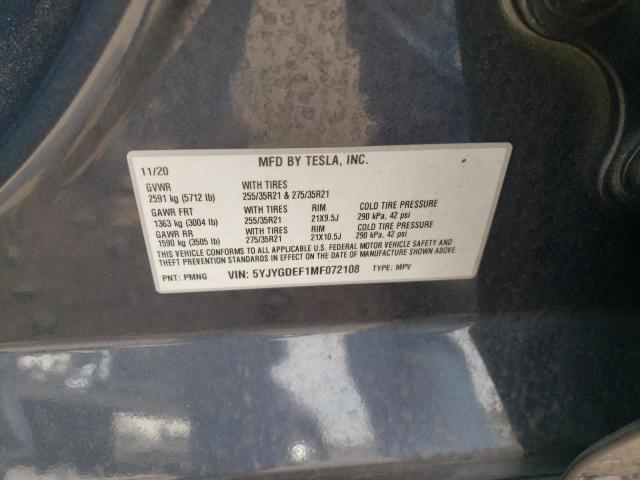 MFD BY TESLA, INC.
11/20
GVWR WITH TIRES
2591 kg (5712 lb) 255/35R21 & 275/35R21
GAWR FRT WITH TIRES RIM COLD TIRE PRESSURE
1363 kg (3004 lb) 255/35R21 21X9.5J 290 kPa, 42 psi
GAWR RR WITH TIRES RIM COLD TIRE PRESSURE
1590 kg (3505 lb) 275/35R21 21X10.5J 290 kPa, 42 psi
THIS VEHICLE CONFORMS TO ALL APPLICABLE U.S. FEDERAL MOTOR VEHICLE SAFETY AND
THEFT PREVENTION STANDARDS IN EFFECT ON THE DATE OF MANUFACTURE SHOWN ABOVE.
PNT: PMNG VIN: 5YJYGDEF1MF072108 TYPE: MPV